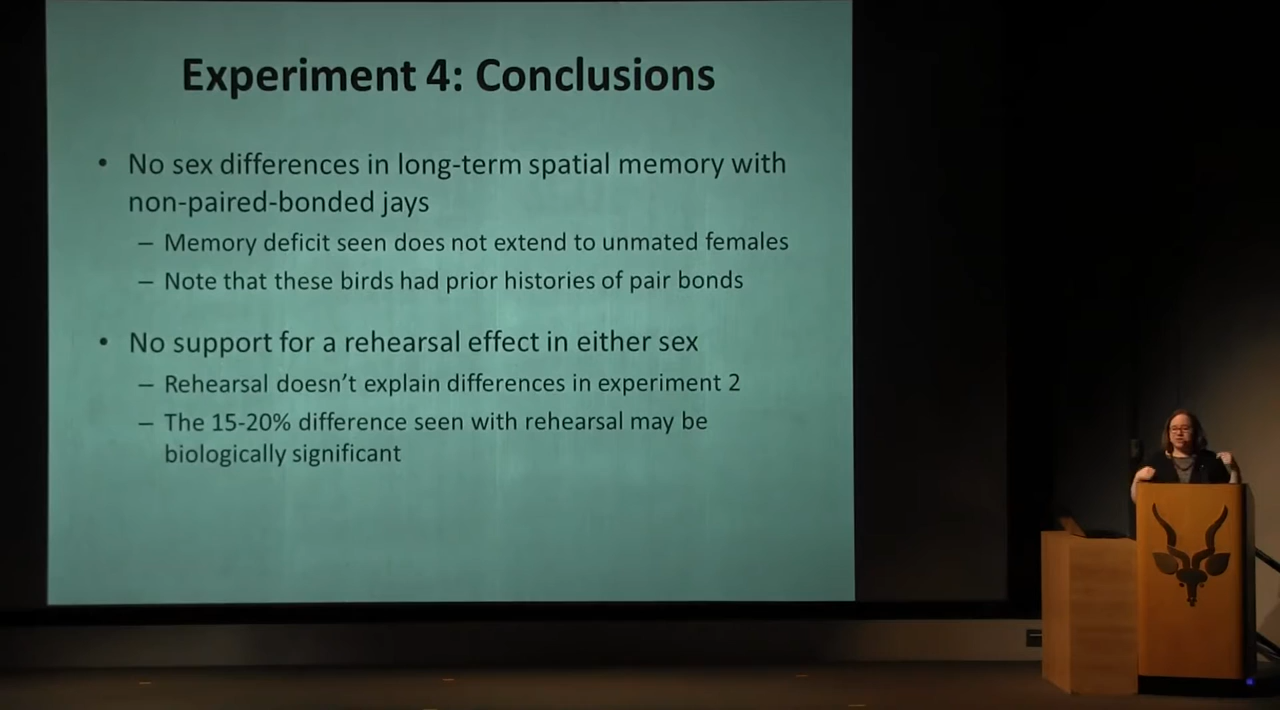 Experiment 4: Conclusions
• No sex differences in long-term spatial memory with
non-paired-bonded jays
– Memory deficit seen does not extend to unmated females
– Note that these birds had prior histories of pair bonds
• No support for a rehearsal effect in either sex
– Rehearsal doesn't explain differences in experiment 2
– The 15-20% difference seen with rehearsal may be
biologically significant